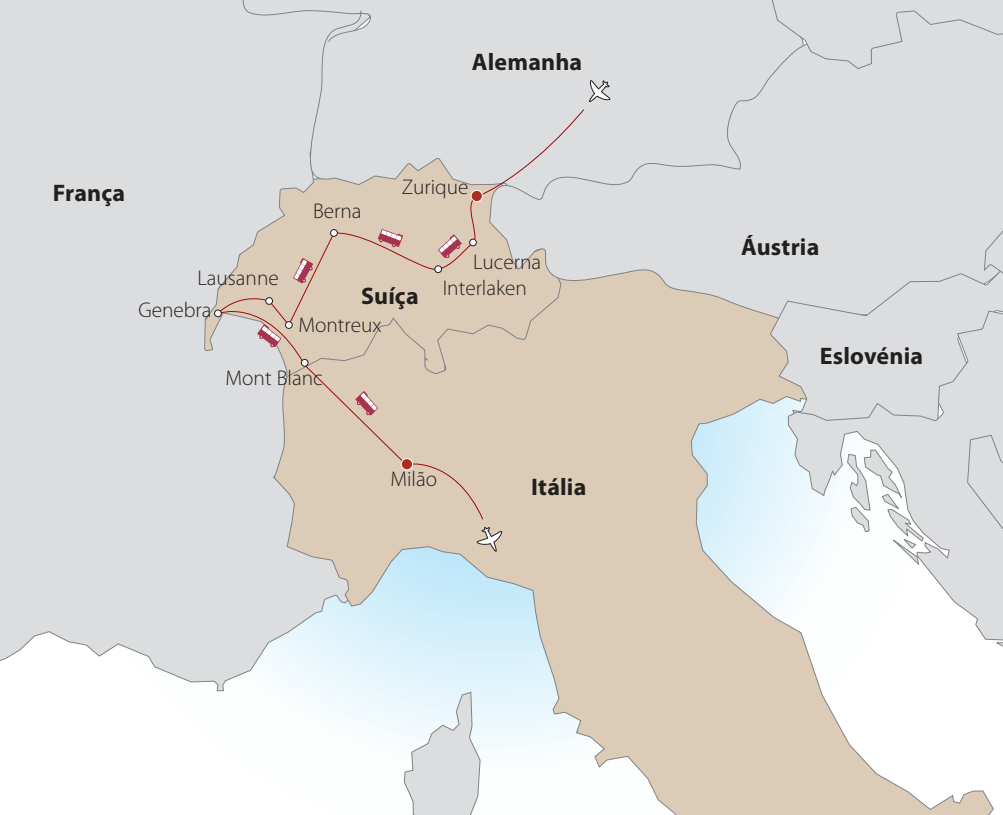 Alemanha
França
Zurique
Berna
Áustria
Lucerna
Lausanne
Interlaken
Suíça
Genebra
Montreux
Eslovénia
Mont Blanc
Milão
Itália